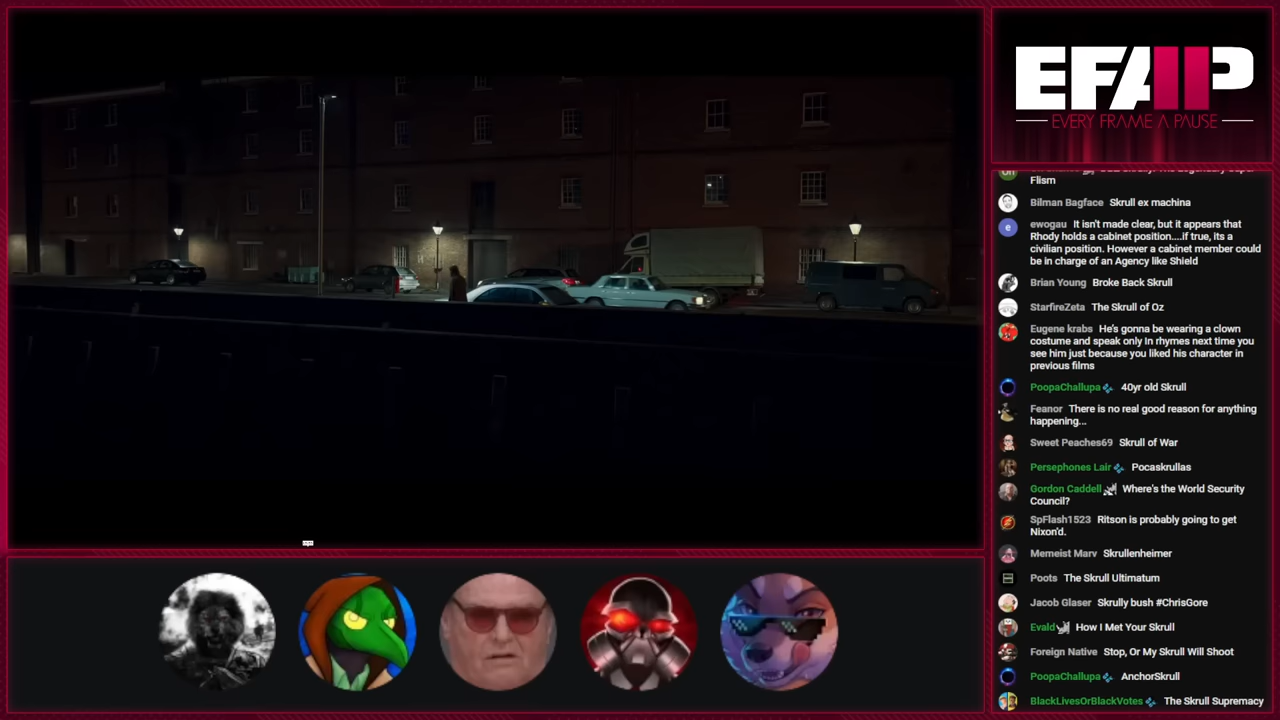 EFAP
EVERY FRAME A PAUSE
Flism
Bilman Bagface Skrull ex machina
ewogau It isn't made clear, but it appears that
Rhody holds a cabinet position....if true, its a
civilian position. However a cabinet member could
be in charge of an Agency like Shield
Brian Young Broke Back Skrull
StarfireZeta The Skrull of Oz
Eugene krabs He's gonna be wearing a clown
costume and speak only in rhymes next time you
see him just because you liked his character in
previous films
PoopaChallupa 40yr old Skrull
Feanor There is no real good reason for anything
happening...
Sweet Peaches69 Skrull of War
Persephones Lair Pocaskrullas
Gordon Caddell Where's the World Security
Council?
SpFlash1523 Ritson is probably going to get
Nixon'd.
Memeist Marv Skrullenheimer
Poots The Skrull Ultimatum
Jacob Glaser Skrully bush #ChrisGore
Evald How I Met Your Skrull
Foreign Native Stop, Or My Skrull Will Shoot
PoopaChallupa AnchorSkrull
BlackLivesOrBlackVotes The Skrull Supremacy